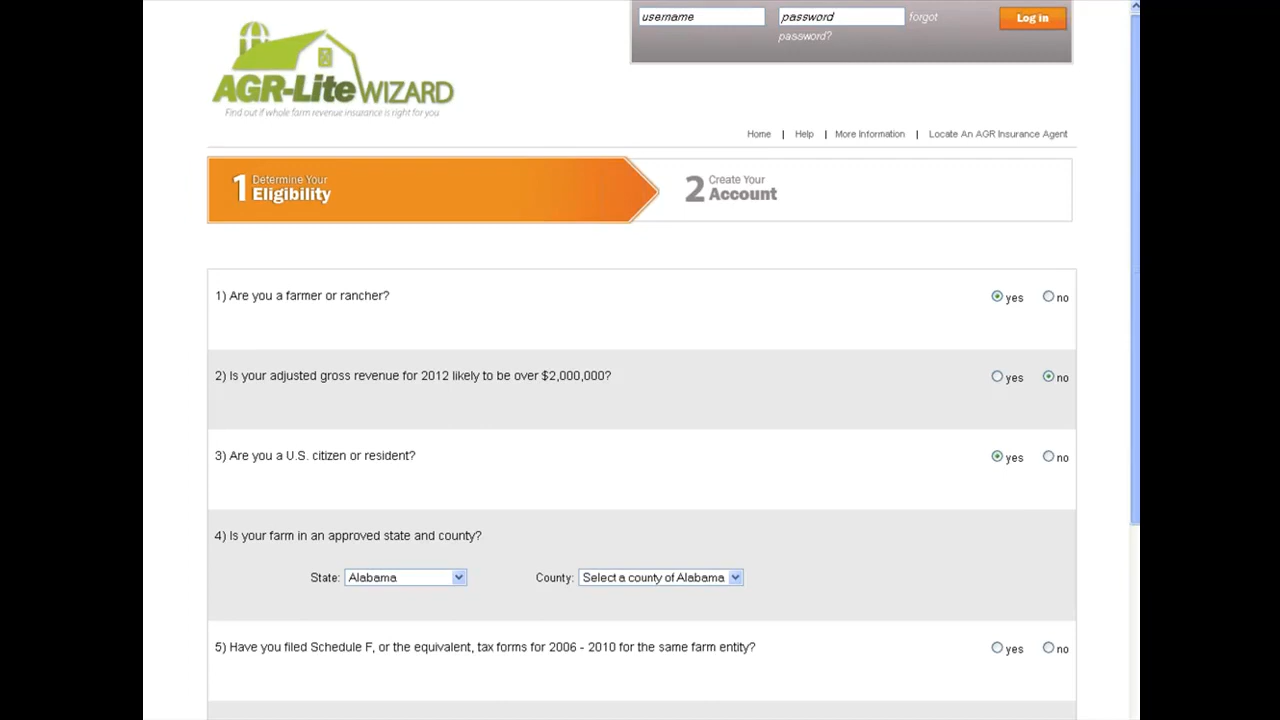 username
password
forgot
password?
Log in
AGR-Lite WIZARD
Find out if whole farm revenue insurance is right for you
Home | Help | More Information | Locate An AGR Insurance Agent
1 Determine Your
Eligibility
2 Create Your
Account
1) Are you a farmer or rancher? yes no
2) Is your adjusted gross revenue for 2012 likely to be over $2,000,000? yes no
3) Are you a U.S. citizen or resident? yes no
4) Is your farm in an approved state and county?
State: Alabama County: Select a county of Alabama
5) Have you filed Schedule F, or the equivalent, tax forms for 2006 - 2010 for the same farm entity? yes no